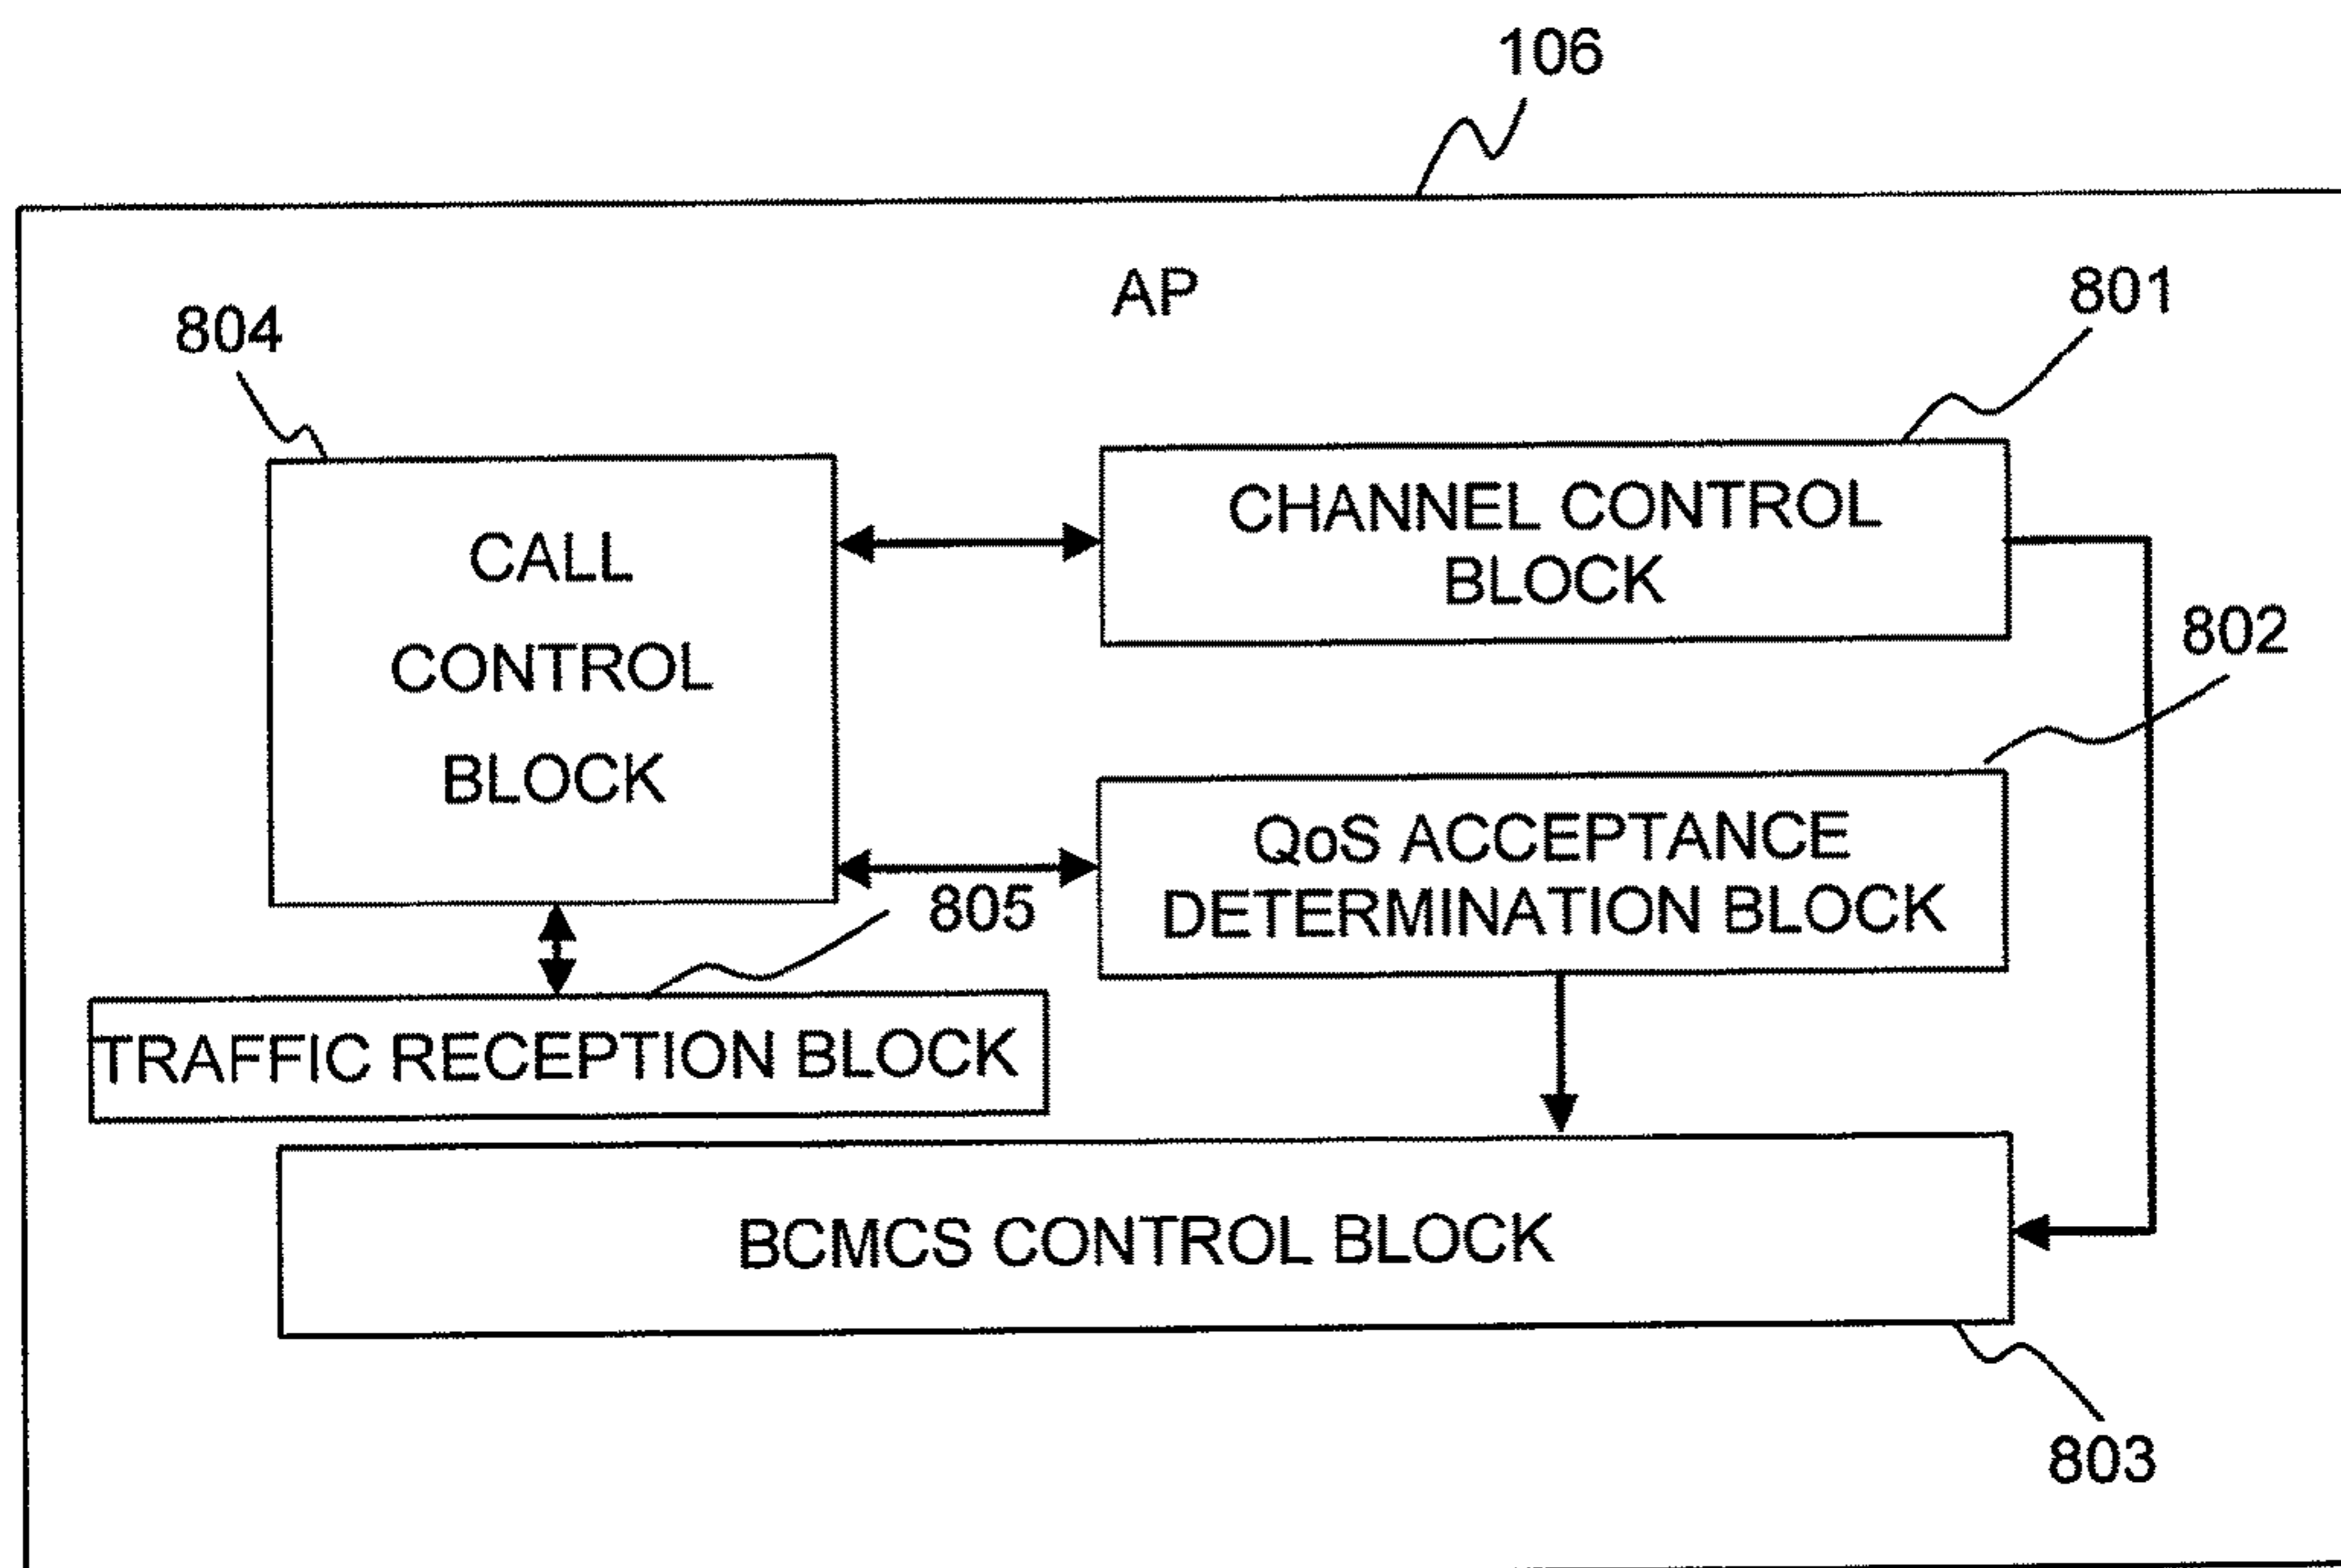 106
AP
801
804
CHANNEL CONTROL
BLOCK
CALL
CONTROL
BLOCK
802
QoS ACCEPTANCE
DETERMINATION BLOCK
805
TRAFFIC RECEPTION BLOCK
BCMCS CONTROL BLOCK
803